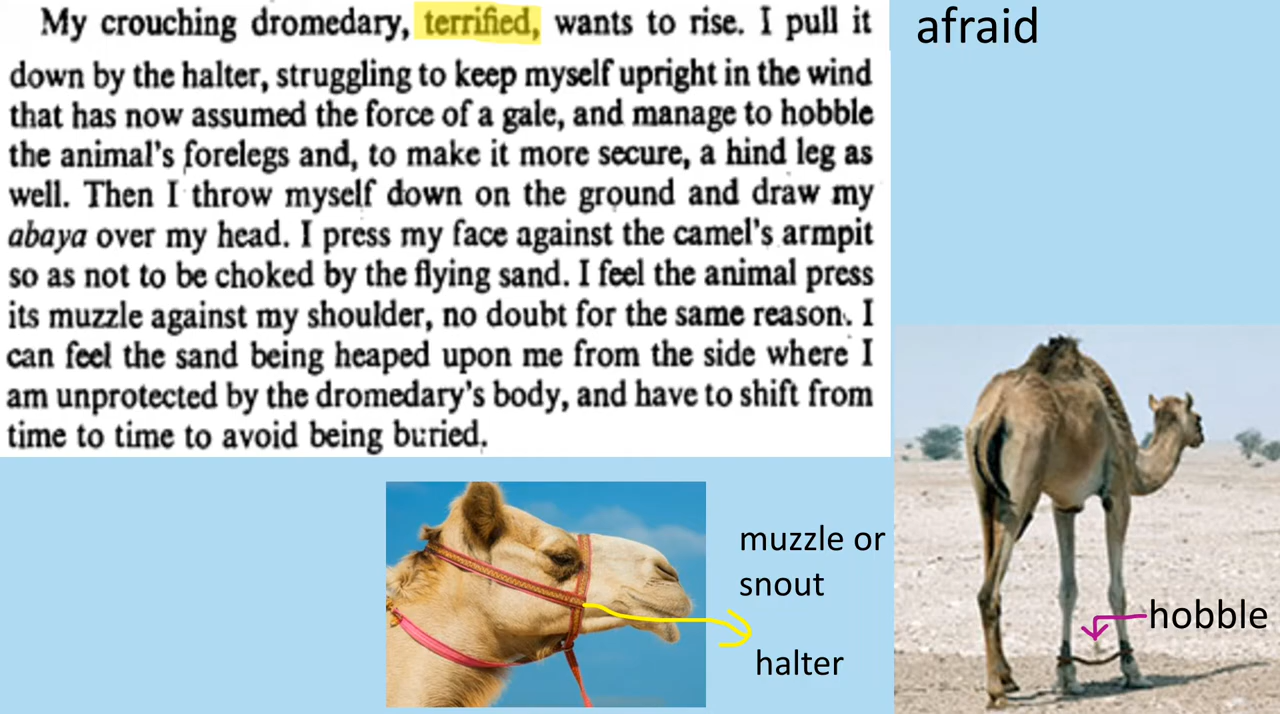 My crouching dromedary, terrified, wants to rise. I pull it
down by the halter, struggling to keep myself upright in the wind
that has now assumed the force of a gale, and manage to hobble
the animal's forelegs and, to make it more secure, a hind leg as
well. Then I throw myself down on the ground and draw my
abaya over my head. I press my face against the camel's armpit
so as not to be choked by the flying sand. I feel the animal press
its muzzle against my shoulder, no doubt for the same reason. I
can feel the sand being heaped upon me from the side where I
am unprotected by the dromedary's body, and have to shift from
time to time to avoid being buried.
afraid
muzzle or
snout
halter
hobble